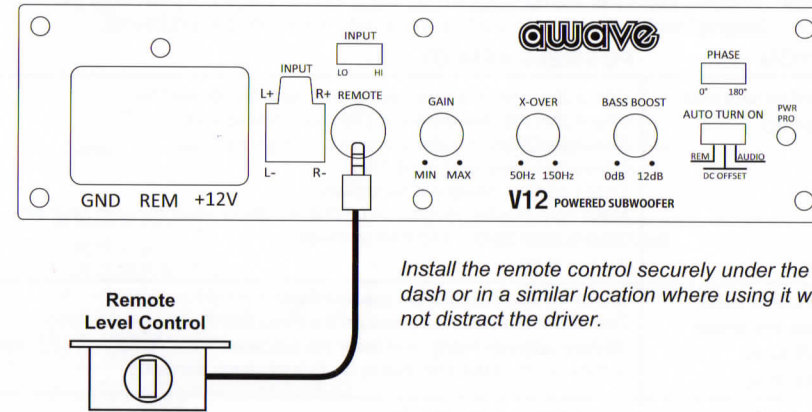 awave
INPUT
LO HI
PHASE
0° 180°
INPUT
L+ R+
L- R-
REMOTE
GAIN
MIN MAX
X-OVER
50Hz 150Hz
BASS BOOST
0dB 12dB
AUTO TURN ON
REM AUDIO
DC OFFSET
PWR
PRO
GND REM +12V
V12 POWERED SUBWOOFER
Install the remote control securely under the
dash or in a similar location where using it w
not distract the driver.
Remote
Level Control